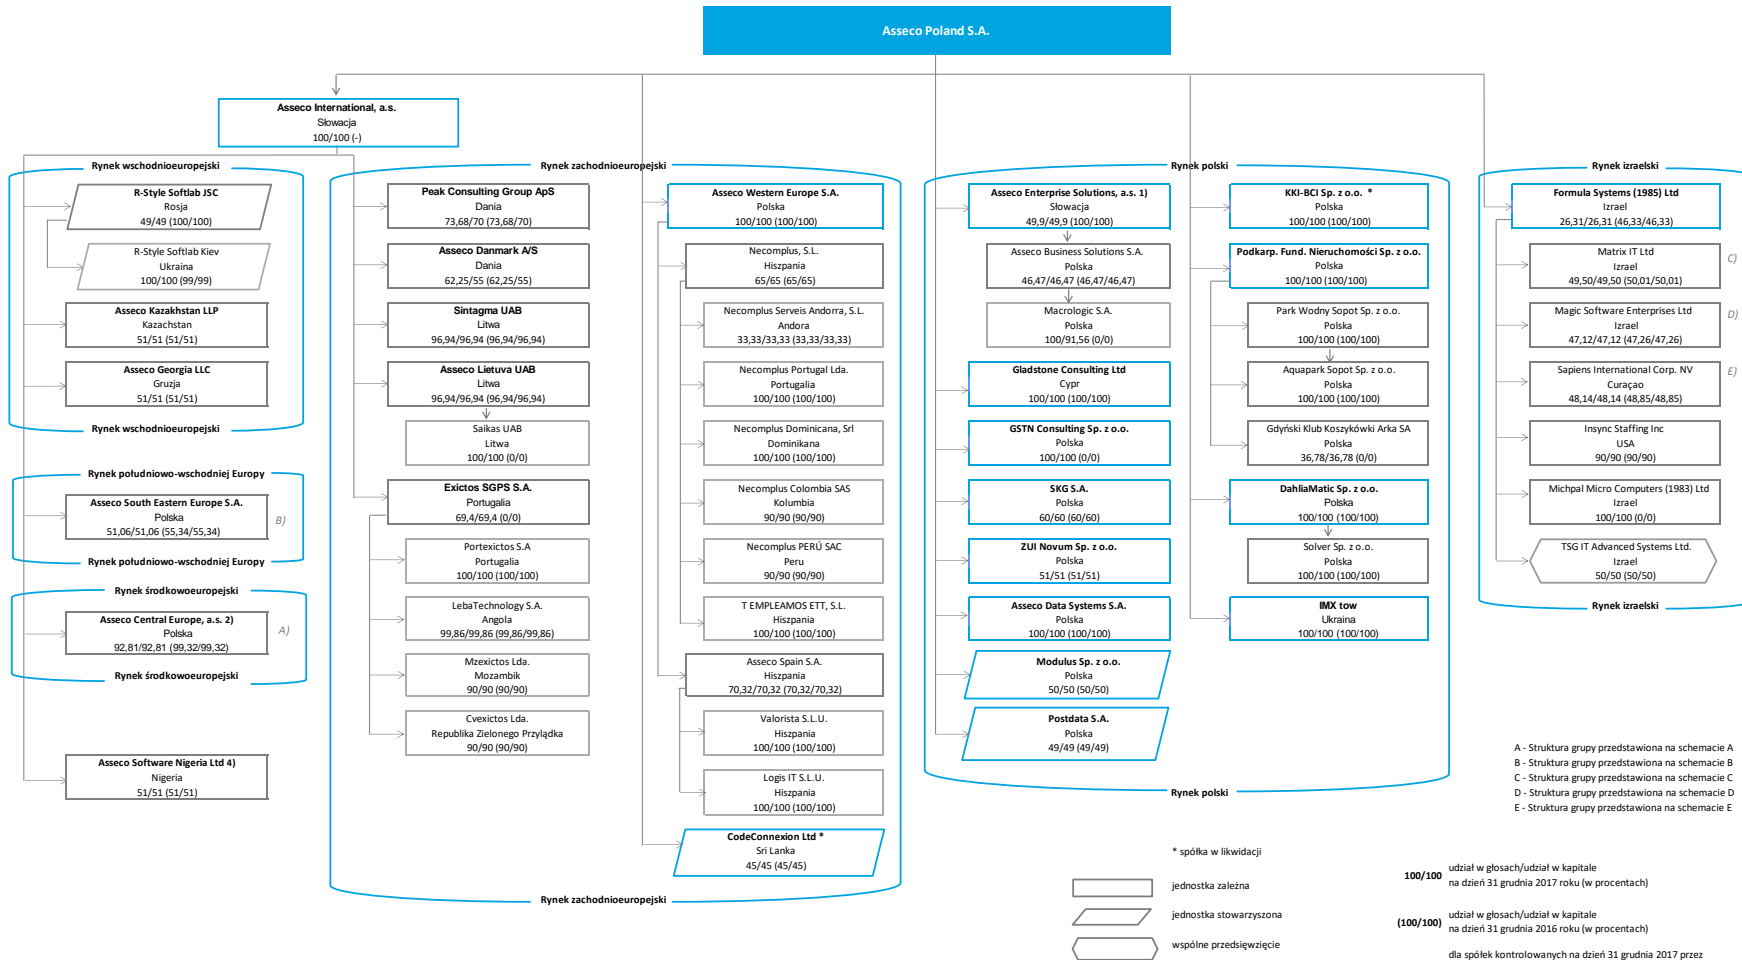 Asseco Poland S.A.
Asseco International, a.s.
Słowacja
100/100 (-)
Rynek wschodnioeuropejski
R-Style Softlab JSC
Rosja
49/49 (100/100)
R-Style Softlab Kiev
Ukraina
100/100 (99/99)
Asseco Kazakhstan LLP
Kazachstan
51/51 (51/51)
Asseco Georgia LLC
Gruzja
51/51 (51/51)
Rynek wschodnioeuropejski
Rynek południowo-wschodniej Europy
Asseco South Eastern Europe S.A.
Polska
51,06/51,06 (55,34/55,34)
B)
Rynek południowo-wschodniej Europy
Rynek środkowoeuropejski
Asseco Central Europe, a.s. 2)
Polska
92,81/92,81 (99,32/99,32)
A)
Rynek środkowoeuropejski
Asseco Software Nigeria Ltd 4)
Nigeria
51/51 (51/51)
Rynek zachodnioeuropejski
Peak Consulting Group ApS
Dania
73,68/70 (73,68/70)
Asseco Danmark A/S
Dania
62,25/55 (62,25/55)
Sintagma UAB
Litwa
96,94/96,94 (96,94/96,94)
Asseco Lietuva UAB
Litwa
96,94/96,94 (96,94/96,94)
Saikas UAB
Litwa
100/100 (0/0)
Exictos SGPS S.A.
Portugalia
69,4/69,4 (0/0)
Portexictos S.A
Portugalia
100/100 (100/100)
LebaTechnology S.A.
Angola
99,86/99,86 (99,86/99,86)
Mzexictos Lda.
Mozambik
90/90 (90/90)
Cvexictos Lda.
Republika Zielonego Przylądka
90/90 (90/90)
Asseco Western Europe S.A.
Polska
100/100 (100/100)
Necomplus, S.L.
Hiszpania
65/65 (65/65)
Necomplus Serveis Andorra, S.L.
Andora
33,33/33,33 (33,33/33,33)
Necomplus Portugal Lda.
Portugalia
100/100 (100/100)
Necomplus Dominicana, Srl
Dominikana
100/100 (100/100)
Necomplus Colombia SAS
Kolumbia
90/90 (90/90)
Necomplus PERÚ SAC
Peru
90/90 (90/90)
T EMPLEAMOS ETT, S.L.
Hiszpania
100/100 (100/100)
Asseco Spain S.A.
Hiszpania
70,32/70,32 (70,32/70,32)
Valorista S.L.U.
Hiszpania
100/100 (100/100)
Logis IT S.L.U.
Hiszpania
100/100 (100/100)
CodeConnexion Ltd *
Sri Lanka
45/45 (45/45)
Rynek zachodnioeuropejski
Rynek polski
Asseco Enterprise Solutions, a.s. 1)
Słowacja
49,9/49,9 (100/100)
Asseco Business Solutions S.A.
Polska
46,47/46,47 (46,47/46,47)
Macrologic S.A.
Polska
100/91,56 (0/0)
Gladstone Consulting Ltd
Cypr
100/100 (100/100)
GSTN Consulting Sp. z o.o.
Polska
100/100 (0/0)
SKG S.A.
Polska
60/60 (60/60)
ZUI Novum Sp. z o.o.
Polska
51/51 (51/51)
Asseco Data Systems S.A.
Polska
100/100 (100/100)
Modulus Sp. z o.o.
Polska
50/50 (50/50)
Postdata S.A.
Polska
49/49 (49/49)
KKI-BCI Sp. z o.o. *
Polska
100/100 (100/100)
Podkarp. Fund. Nieruchomości Sp. z o.o.
Polska
100/100 (100/100)
Park Wodny Sopot Sp. z o.o.
Polska
100/100 (100/100)
Aquapark Sopot Sp. z o.o.
Polska
100/100 (100/100)
Gdyński Klub Koszykówki Arka SA
Polska
36,78/36,78 (0/0)
DahliaMatic Sp. z o.o.
Polska
100/100 (100/100)
Solver Sp. z o.o.
Polska
100/100 (100/100)
IMX tow
Ukraina
100/100 (100/100)
Rynek polski
Rynek izraelski
Formula Systems (1985) Ltd
Izrael
26,31/26,31 (46,33/46,33)
Matrix IT Ltd
Izrael
49,50/49,50 (50,01/50,01)
C)
Magic Software Enterprises Ltd
Izrael
47,12/47,12 (47,26/47,26)
D)
Sapiens International Corp. NV
Curaçao
48,14/48,14 (48,85/48,85)
E)
Insync Staffing Inc
USA
90/90 (90/90)
Michpal Micro Computers (1983) Ltd
Izrael
100/100 (0/0)
TSG IT Advanced Systems Ltd.
Izrael
50/50 (50/50)
Rynek izraelski
A - Struktura grupy przedstawiona na schemacie A
B - Struktura grupy przedstawiona na schemacie B
C - Struktura grupy przedstawiona na schemacie C
D - Struktura grupy przedstawiona na schemacie D
E - Struktura grupy przedstawiona na schemacie E
* spółka w likwidacji
jednostka zależna
jednostka stowarzyszona
wspólne przedsięwzięcie
100/100 udział w głosach/udział w kapitale
na dzień 31 grudnia 2017 roku (w procentach)
(100/100) udział w głosach/udział w kapitale
na dzień 31 grudnia 2016 roku (w procentach)
dla spółek kontrolowanych na dzień 31 grudnia 2017 przez